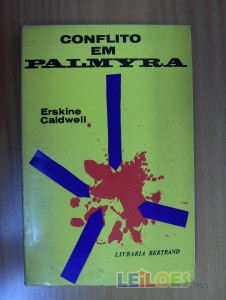 CONFLITO
EM
PALMYRA
Erskine
Caldwell
LIVRARIA BERTRAND
LEiLOES